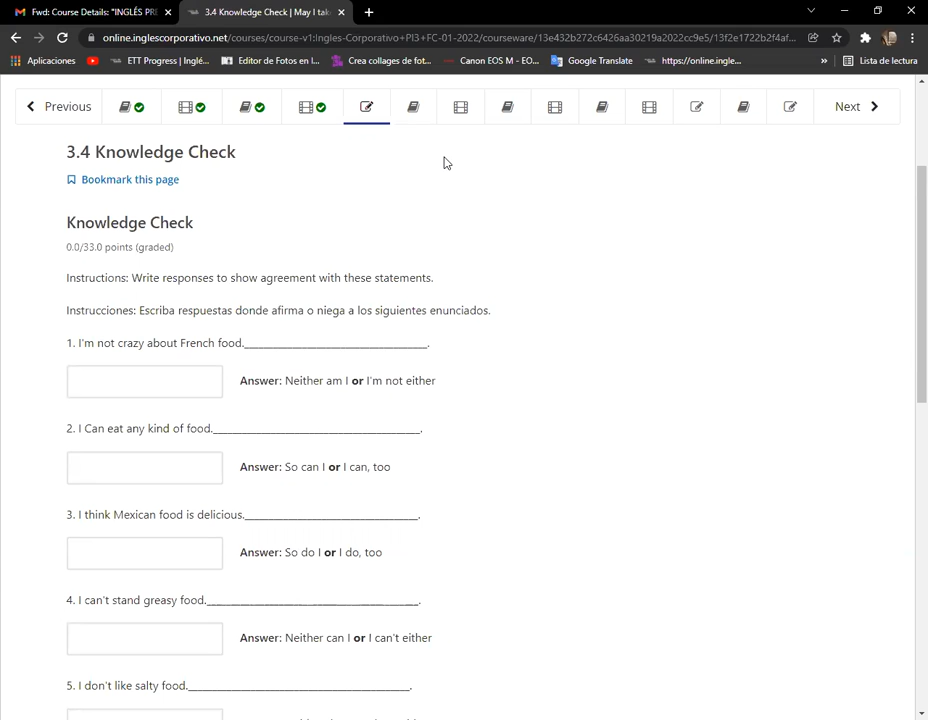 Fwd: Course Details: "INGLÉS PRE
3.4 Knowledge Check | May I tak
online.inglescorporativo.net/courses/course-v1:Ingles-Corporativo+PI3+FC-01-2022/courseware/13e432b272c6426aa30219a2022cc9e5/13f2e1722b2f4af...
Aplicaciones
ETT Progress | Inglé...
Editor de Fotos en l...
Crea collages de fot...
Canon EOS M - EO...
Google Translate
https://online.ingle...
»
Lista de lectura
Previous
Next
3.4 Knowledge Check
Bookmark this page
Knowledge Check
0.0/33.0 points (graded)
Instructions: Write responses to show agreement with these statements.
Instrucciones: Escriba respuestas donde afirma o niega a los siguientes enunciados.
1. I'm not crazy about French food.________________________________.
Answer: Neither am I or I'm not either
2. I Can eat any kind of food.____________________________________.
Answer: So can I or I can, too
3. I think Mexican food is delicious.______________________________.
Answer: So do I or I do, too
4. I can't stand greasy food._____________________________________.
Answer: Neither can I or I can't either
5. I don't like salty food.______________________________________.